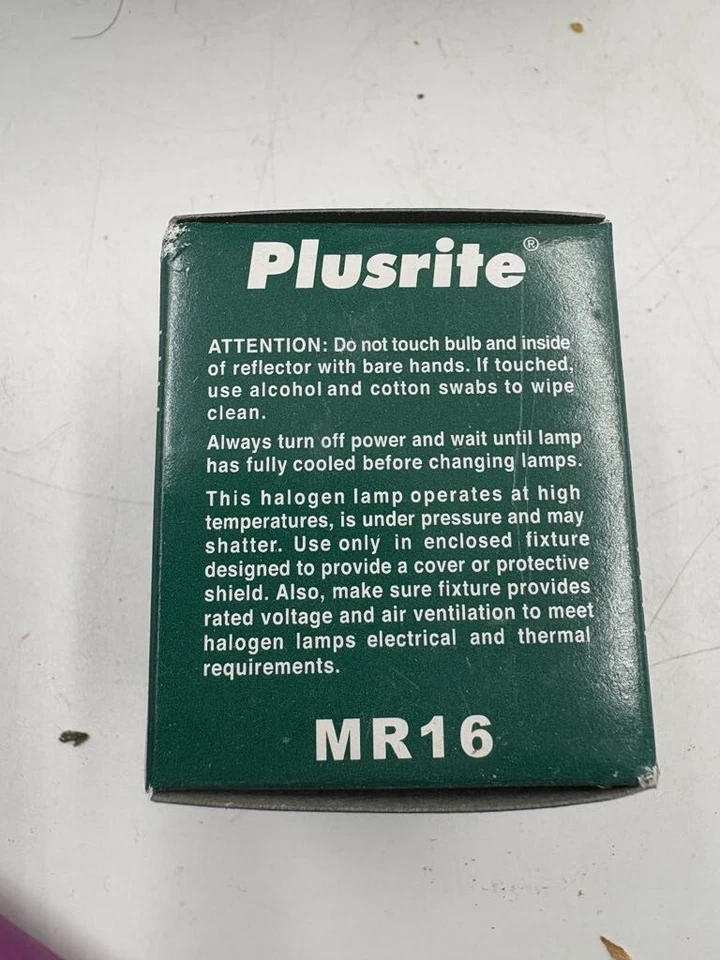 Plusrite®
ATTENTION: Do not touch bulb and inside
of reflector with bare hands. If touched,
use alcohol and cotton swabs to wipe
clean.
Always turn off power and wait until lamp
has fully cooled before changing lamps.
This halogen lamp operates at high
temperatures, is under pressure and may
shatter. Use only in enclosed fixture
designed to provide a cover or protective
shield. Also, make sure fixture provides
rated voltage and air ventilation to meet
halogen lamps electrical and thermal
requirements.
MR16